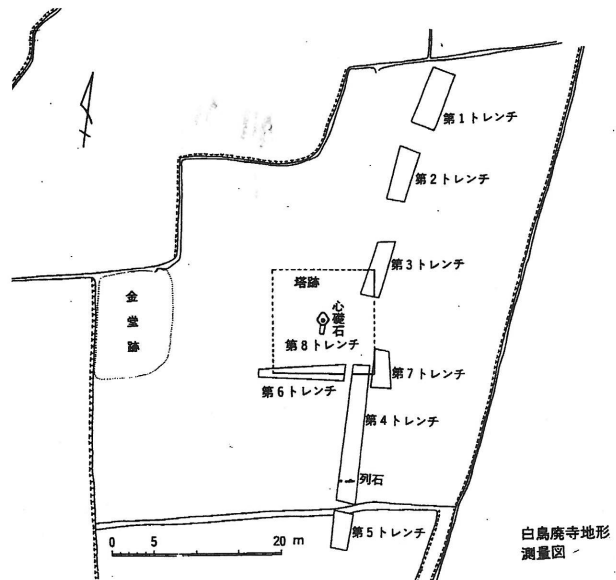 第1トレンチ
第2トレンチ
第3トレンチ
塔跡
心礎石
金堂跡
第8トレンチ
第7トレンチ
第6トレンチ
第4トレンチ
列石
第5トレンチ
0 5 20 m
白鳥廃寺地形
測量図